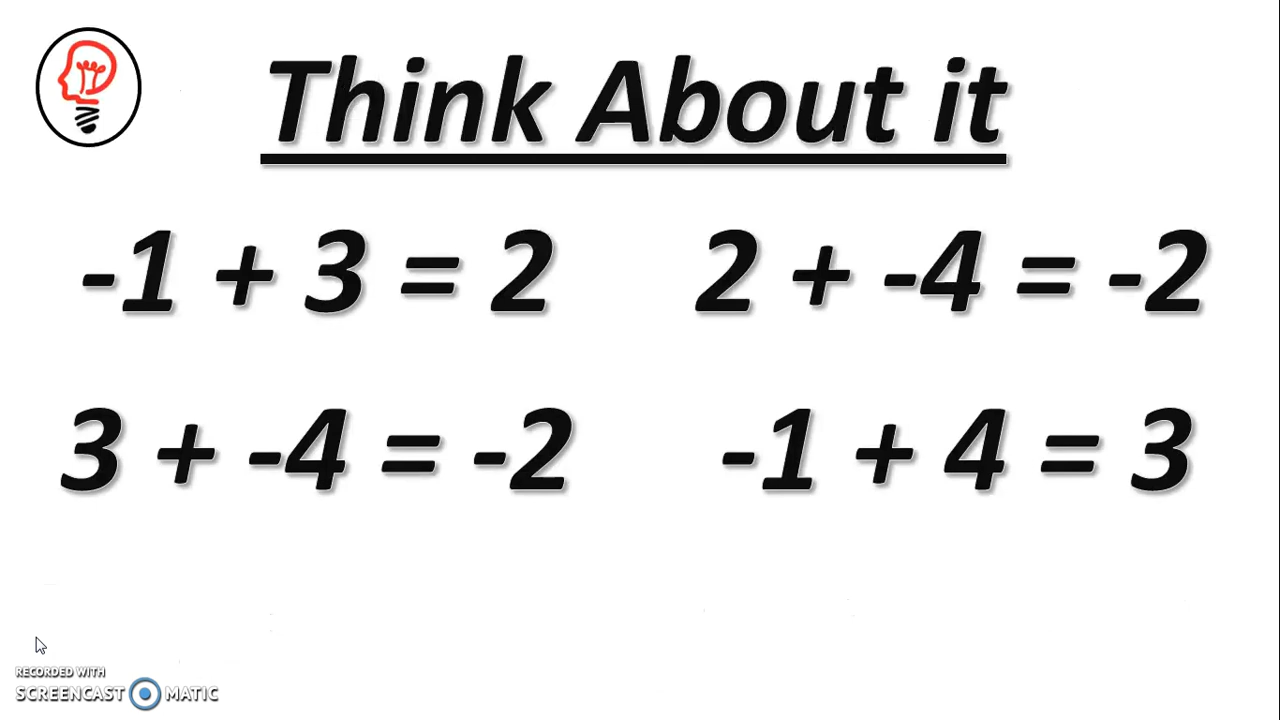 Think About it
-1 + 3 = 2
2 + -4 = -2
3 + -4 = -2
-1 + 4 = 3
RECORDED WITH
SCREENCAST MATIC